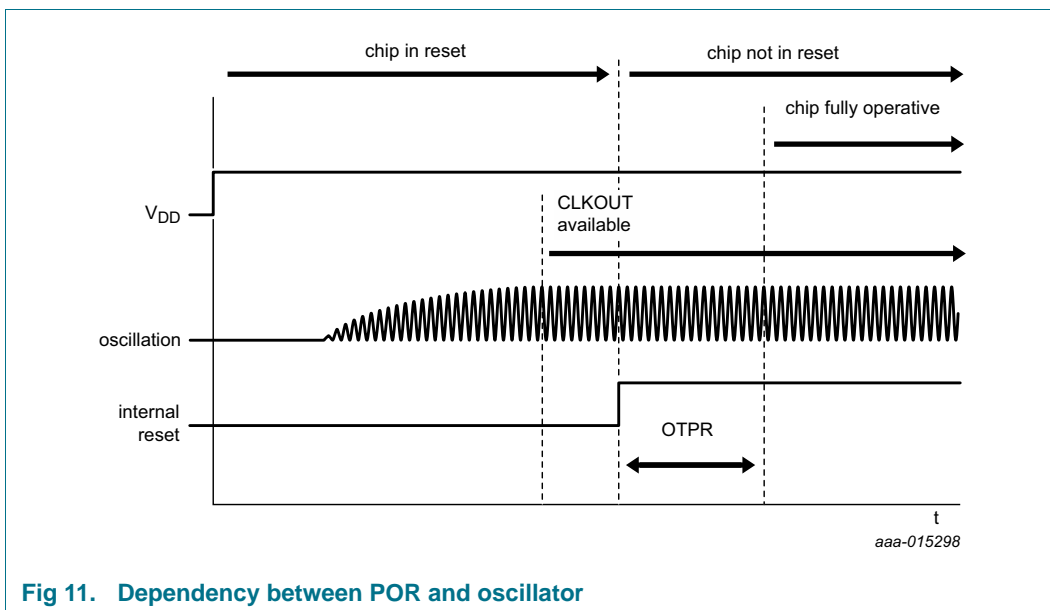 chip in reset
chip not in reset
chip fully operative
VDD
CLKOUT
available
oscillation
internal
reset
OTPR
t
aaa-015298
Fig 11. Dependency between POR and oscillator